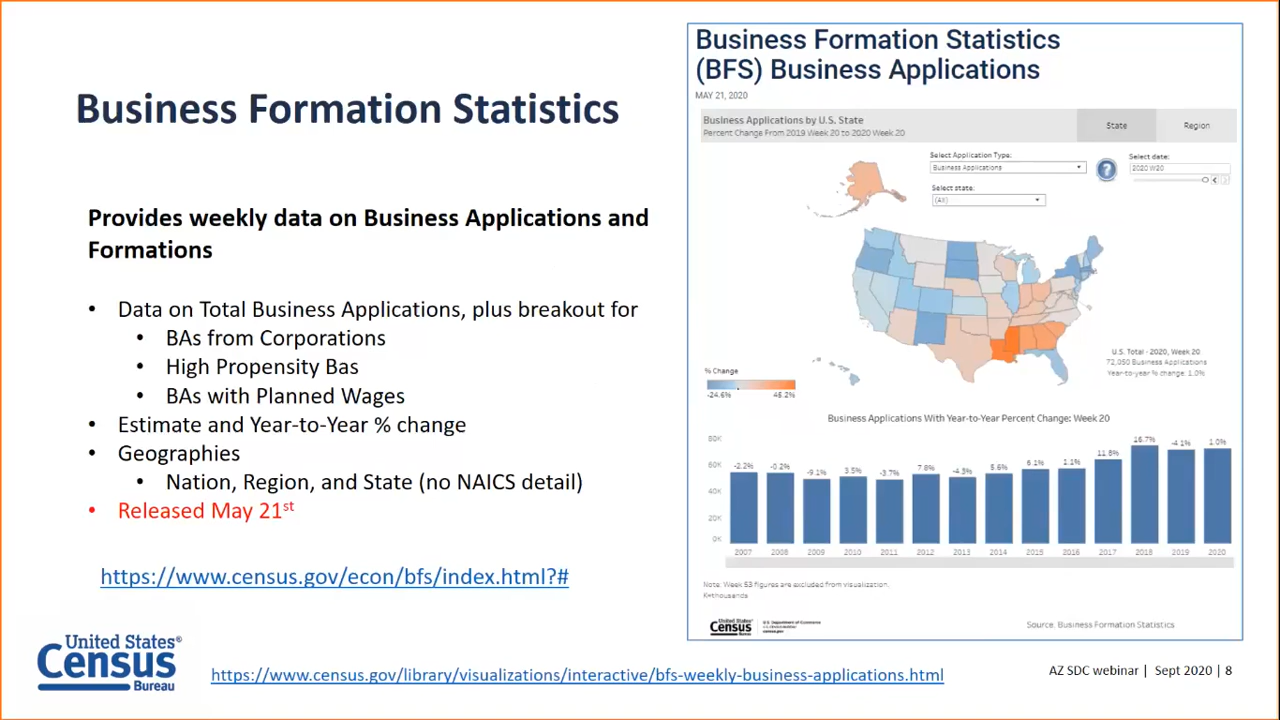 Business Formation Statistics
Provides weekly data on Business Applications and
Formations
• Data on Total Business Applications, plus breakout for
• BAs from Corporations
• High Propensity Bas
• BAs with Planned Wages
• Estimate and Year-to-Year % change
• Geographies
• Nation, Region, and State (no NAICS detail)
• Released May 21st
https://www.census.gov/econ/bfs/index.html?#
Business Formation Statistics
(BFS) Business Applications
MAY 21, 2020
Business Applications by U.S. State
Percent Change From 2019 Week 20 to 2020 Week 20
State Region
Select Application Type:
Business Applications
?
Select date:
2020 W20
Select state:
(All)
U.S. Total - 2020, Week 20
72,050 Business Applications
Year-to-year % change: 1.0%
% Change
-24.6% 45.2%
Business Applications With Year-to-Year Percent Change: Week 20
80K
60K
40K
20K
0K
-2.2% -0.2% -9.1% 3.5% -3.7% 7.8% -4.3% 5.6% 6.1% 1.1% 11.8% 16.7% -4.1% 1.0%
2007 2008 2009 2010 2011 2012 2013 2014 2015 2016 2017 2018 2019 2020
Note: Week 53 figures are excluded from visualization.
K=thousands
United States®
Census
Bureau
U.S. Department of Commerce
census.gov
Source: Business Formation Statistics
United States®
Census
Bureau
https://www.census.gov/library/visualizations/interactive/bfs-weekly-business-applications.html
AZ SDC webinar | Sept 2020 | 8